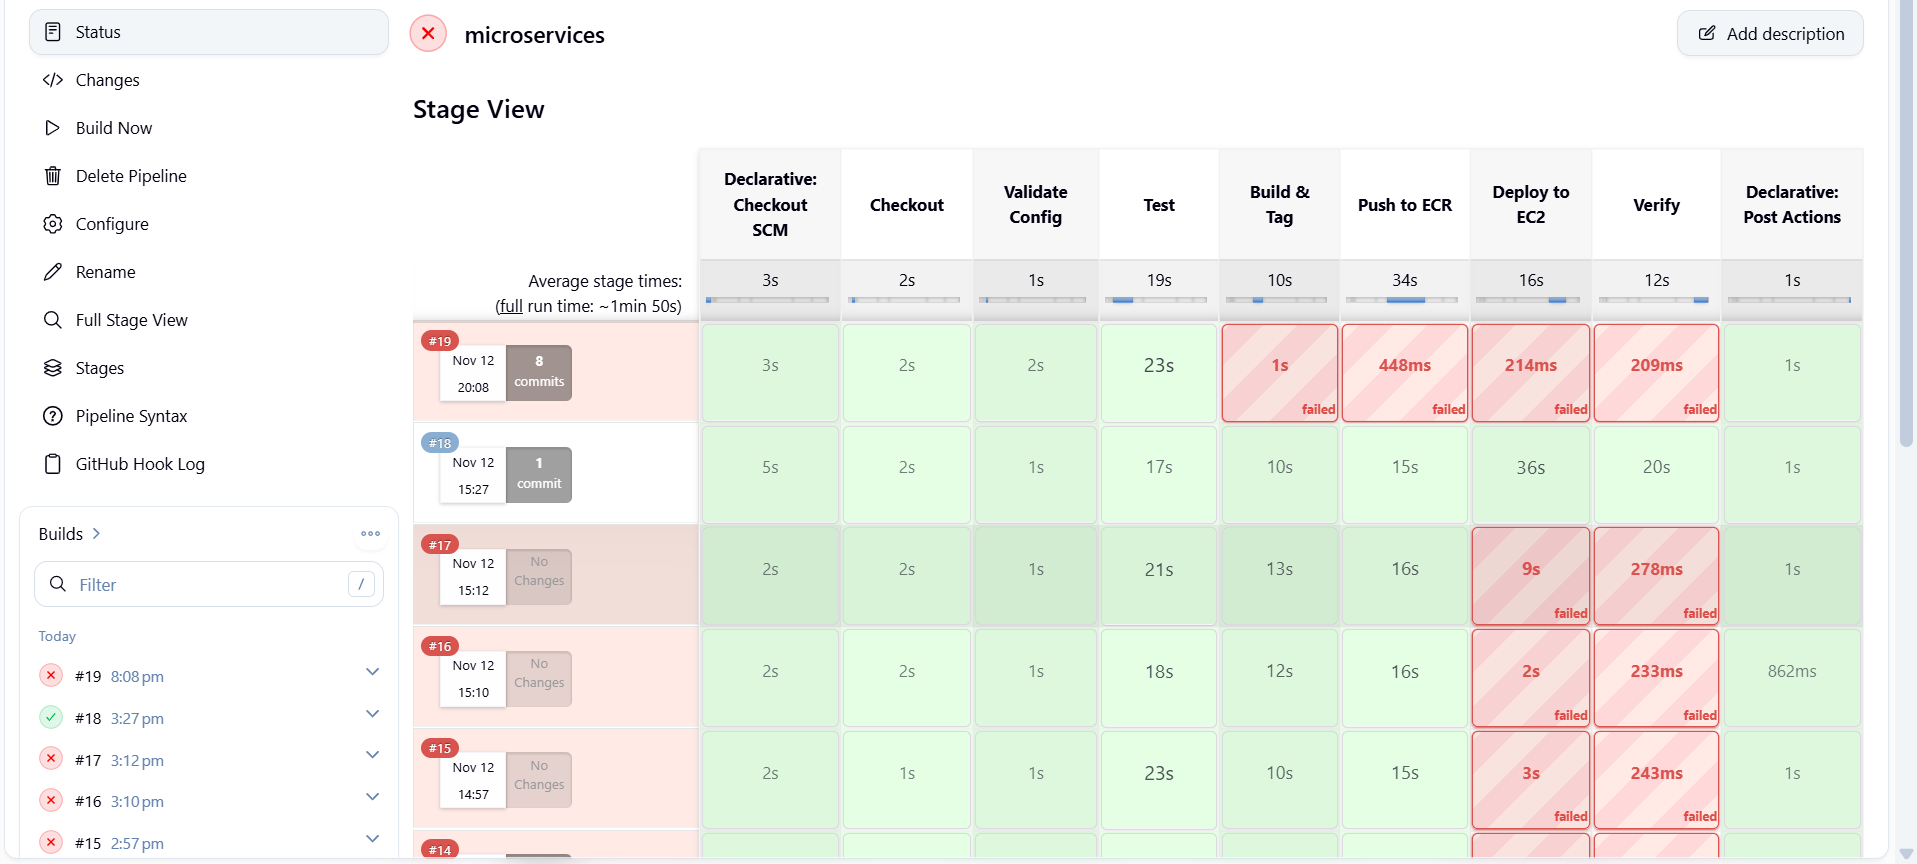 Status
Changes
Build Now
Delete Pipeline
Configure
Rename
Full Stage View
Stages
Pipeline Syntax
GitHub Hook Log
Builds
Filter
/
Today
#19 8:08 pm
#18 3:27 pm
#17 3:12 pm
#16 3:10 pm
#15 2:57 pm
microservices
Add description
Stage View
Declarative: Checkout SCM
Checkout
Validate Config
Test
Build & Tag
Push to ECR
Deploy to EC2
Verify
Declarative: Post Actions
Average stage times:
(full run time: ~1min 50s)
3s 2s 1s 19s 10s 34s 16s 12s 1s
#19
Nov 12
20:08
8
commits
3s 2s 2s 23s 1s 448ms 214ms 209ms 1s
failed failed failed failed
#18
Nov 12
15:27
1
commit
5s 2s 1s 17s 10s 15s 36s 20s 1s
#17
Nov 12
15:12
No
Changes
2s 2s 1s 21s 13s 16s 9s 278ms 1s
failed failed
#16
Nov 12
15:10
No
Changes
2s 2s 1s 18s 12s 16s 2s 233ms 862ms
failed failed
#15
Nov 12
14:57
No
Changes
2s 1s 1s 23s 10s 15s 3s 243ms 1s
failed failed
#14